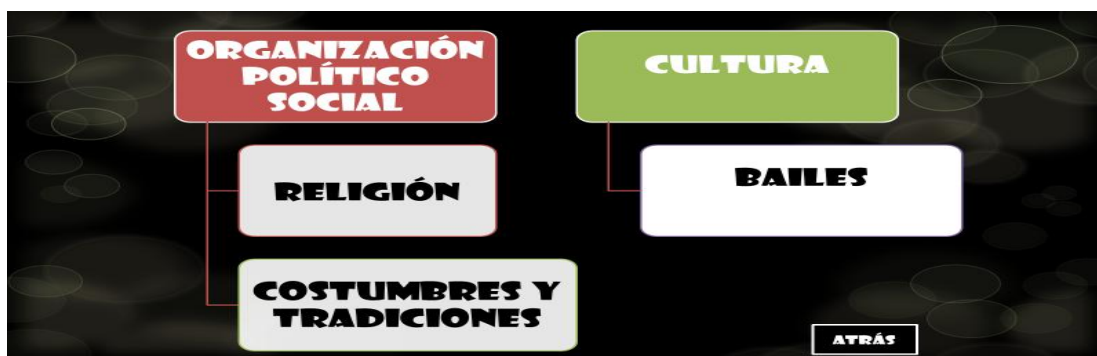 ORGANIZACIÓN
POLÍTICO
SOCIAL
RELIGIÓN
COSTUMBRES Y
TRADICIONES
CULTURA
BAILES
ATRÁS